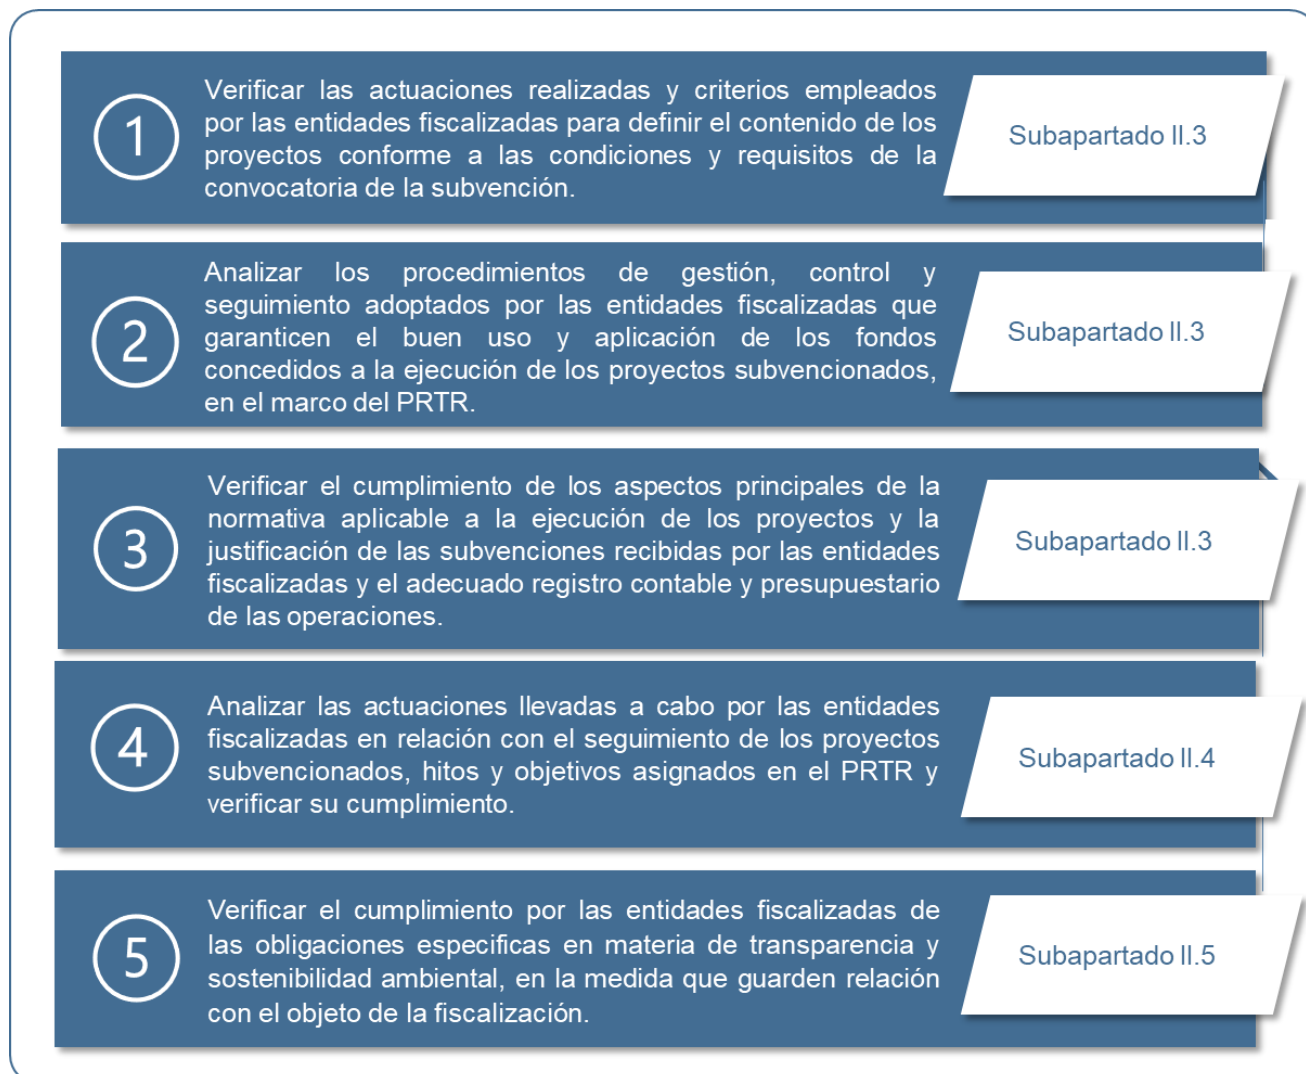 1
Verificar las actuaciones realizadas y criterios empleados
por las entidades fiscalizadas para definir el contenido de los
proyectos conforme a las condiciones y requisitos de la
convocatoria de la subvención.
Subapartado II.3
2
Analizar los procedimientos de gestión, control y
seguimiento adoptados por las entidades fiscalizadas que
garanticen el buen uso y aplicación de los fondos
concedidos a la ejecución de los proyectos subvencionados,
en el marco del PRTR.
Subapartado II.3
3
Verificar el cumplimiento de los aspectos principales de la
normativa aplicable a la ejecución de los proyectos y la
justificación de las subvenciones recibidas por las entidades
fiscalizadas y el adecuado registro contable y presupuestario
de las operaciones.
Subapartado II.3
4
Analizar las actuaciones llevadas a cabo por las entidades
fiscalizadas en relación con el seguimiento de los proyectos
subvencionados, hitos y objetivos asignados en el PRTR y
verificar su cumplimiento.
Subapartado II.4
5
Verificar el cumplimiento por las entidades fiscalizadas de
las obligaciones especificas en materia de transparencia y
sostenibilidad ambiental, en la medida que guarden relación
con el objeto de la fiscalización.
Subapartado II.5